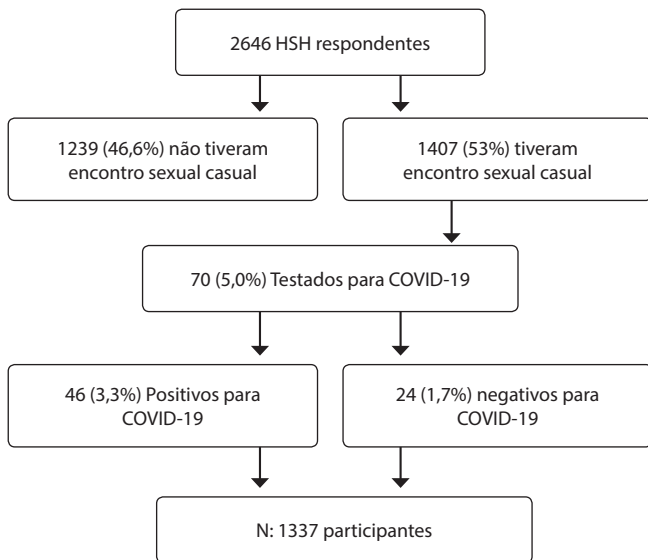 2646 HSH respondentes
1239 (46,6%) não tiveram
encontro sexual casual
1407 (53%) tiveram
encontro sexual casual
70 (5,0%) Testados para COVID-19
46 (3,3%) Positivos para
COVID-19
24 (1,7%) negativos para
COVID-19
N: 1337 participantes